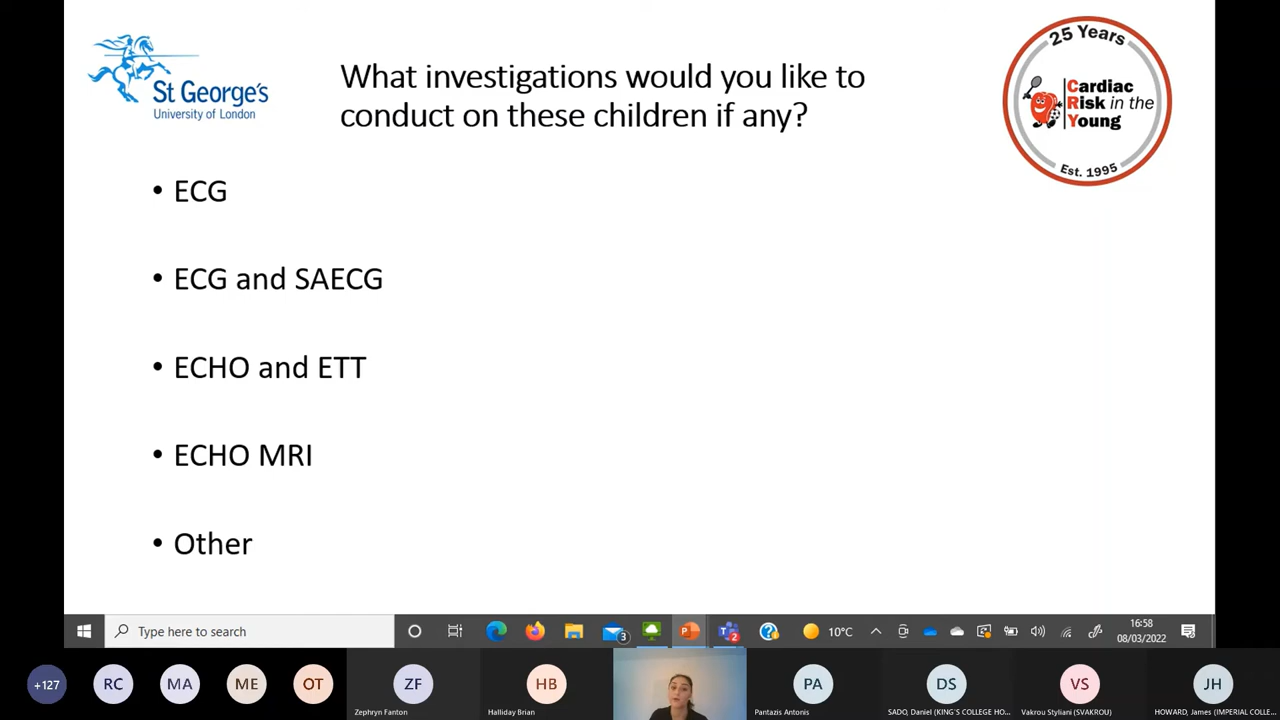 St George's
University of London
What investigations would you like to
conduct on these children if any?
25 Years
Cardiac
Risk in the
Young
Est. 1995
• ECG
• ECG and SAECG
• ECHO and ETT
• ECHO MRI
• Other
Type here to search
3
2
10°C
16:58
08/03/2022
+127
RC
MA
ME
OT
ZF
Zephryn Fanton
HB
Halliday Brian
PA
Pantazis Antonis
DS
SADO, Daniel (KING'S COLLEGE HO...
VS
Vakrou Styliani (SVAKROU)
JH
HOWARD, James (IMPERIAL COLLE...